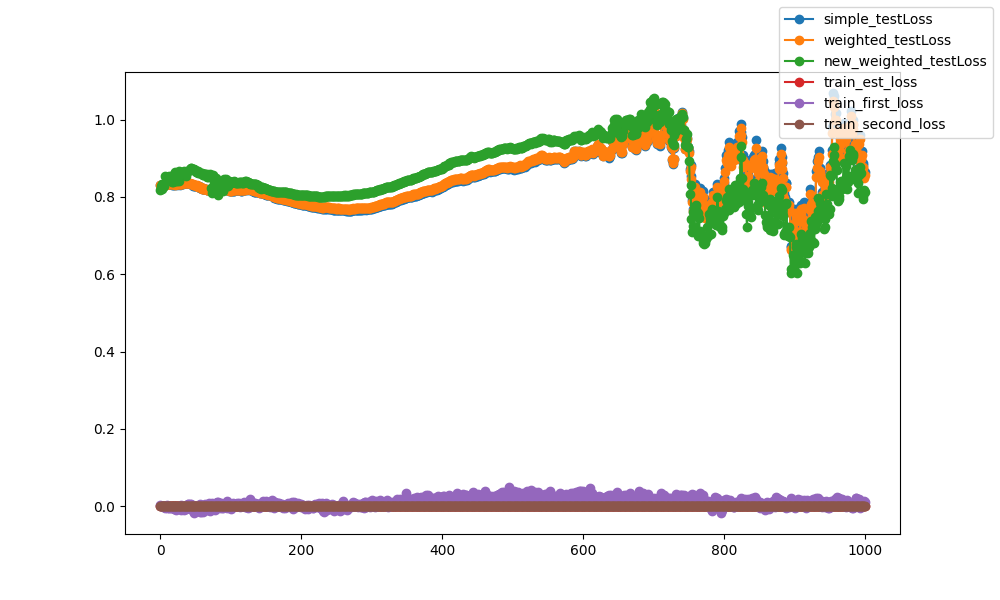 simple_testLoss
weighted_testLoss
new_weighted_testLoss
train_est_loss
train_first_loss
train_second_loss
1.0
0.8
0.6
0.4
0.2
0.0
0 200 400 600 800 1000